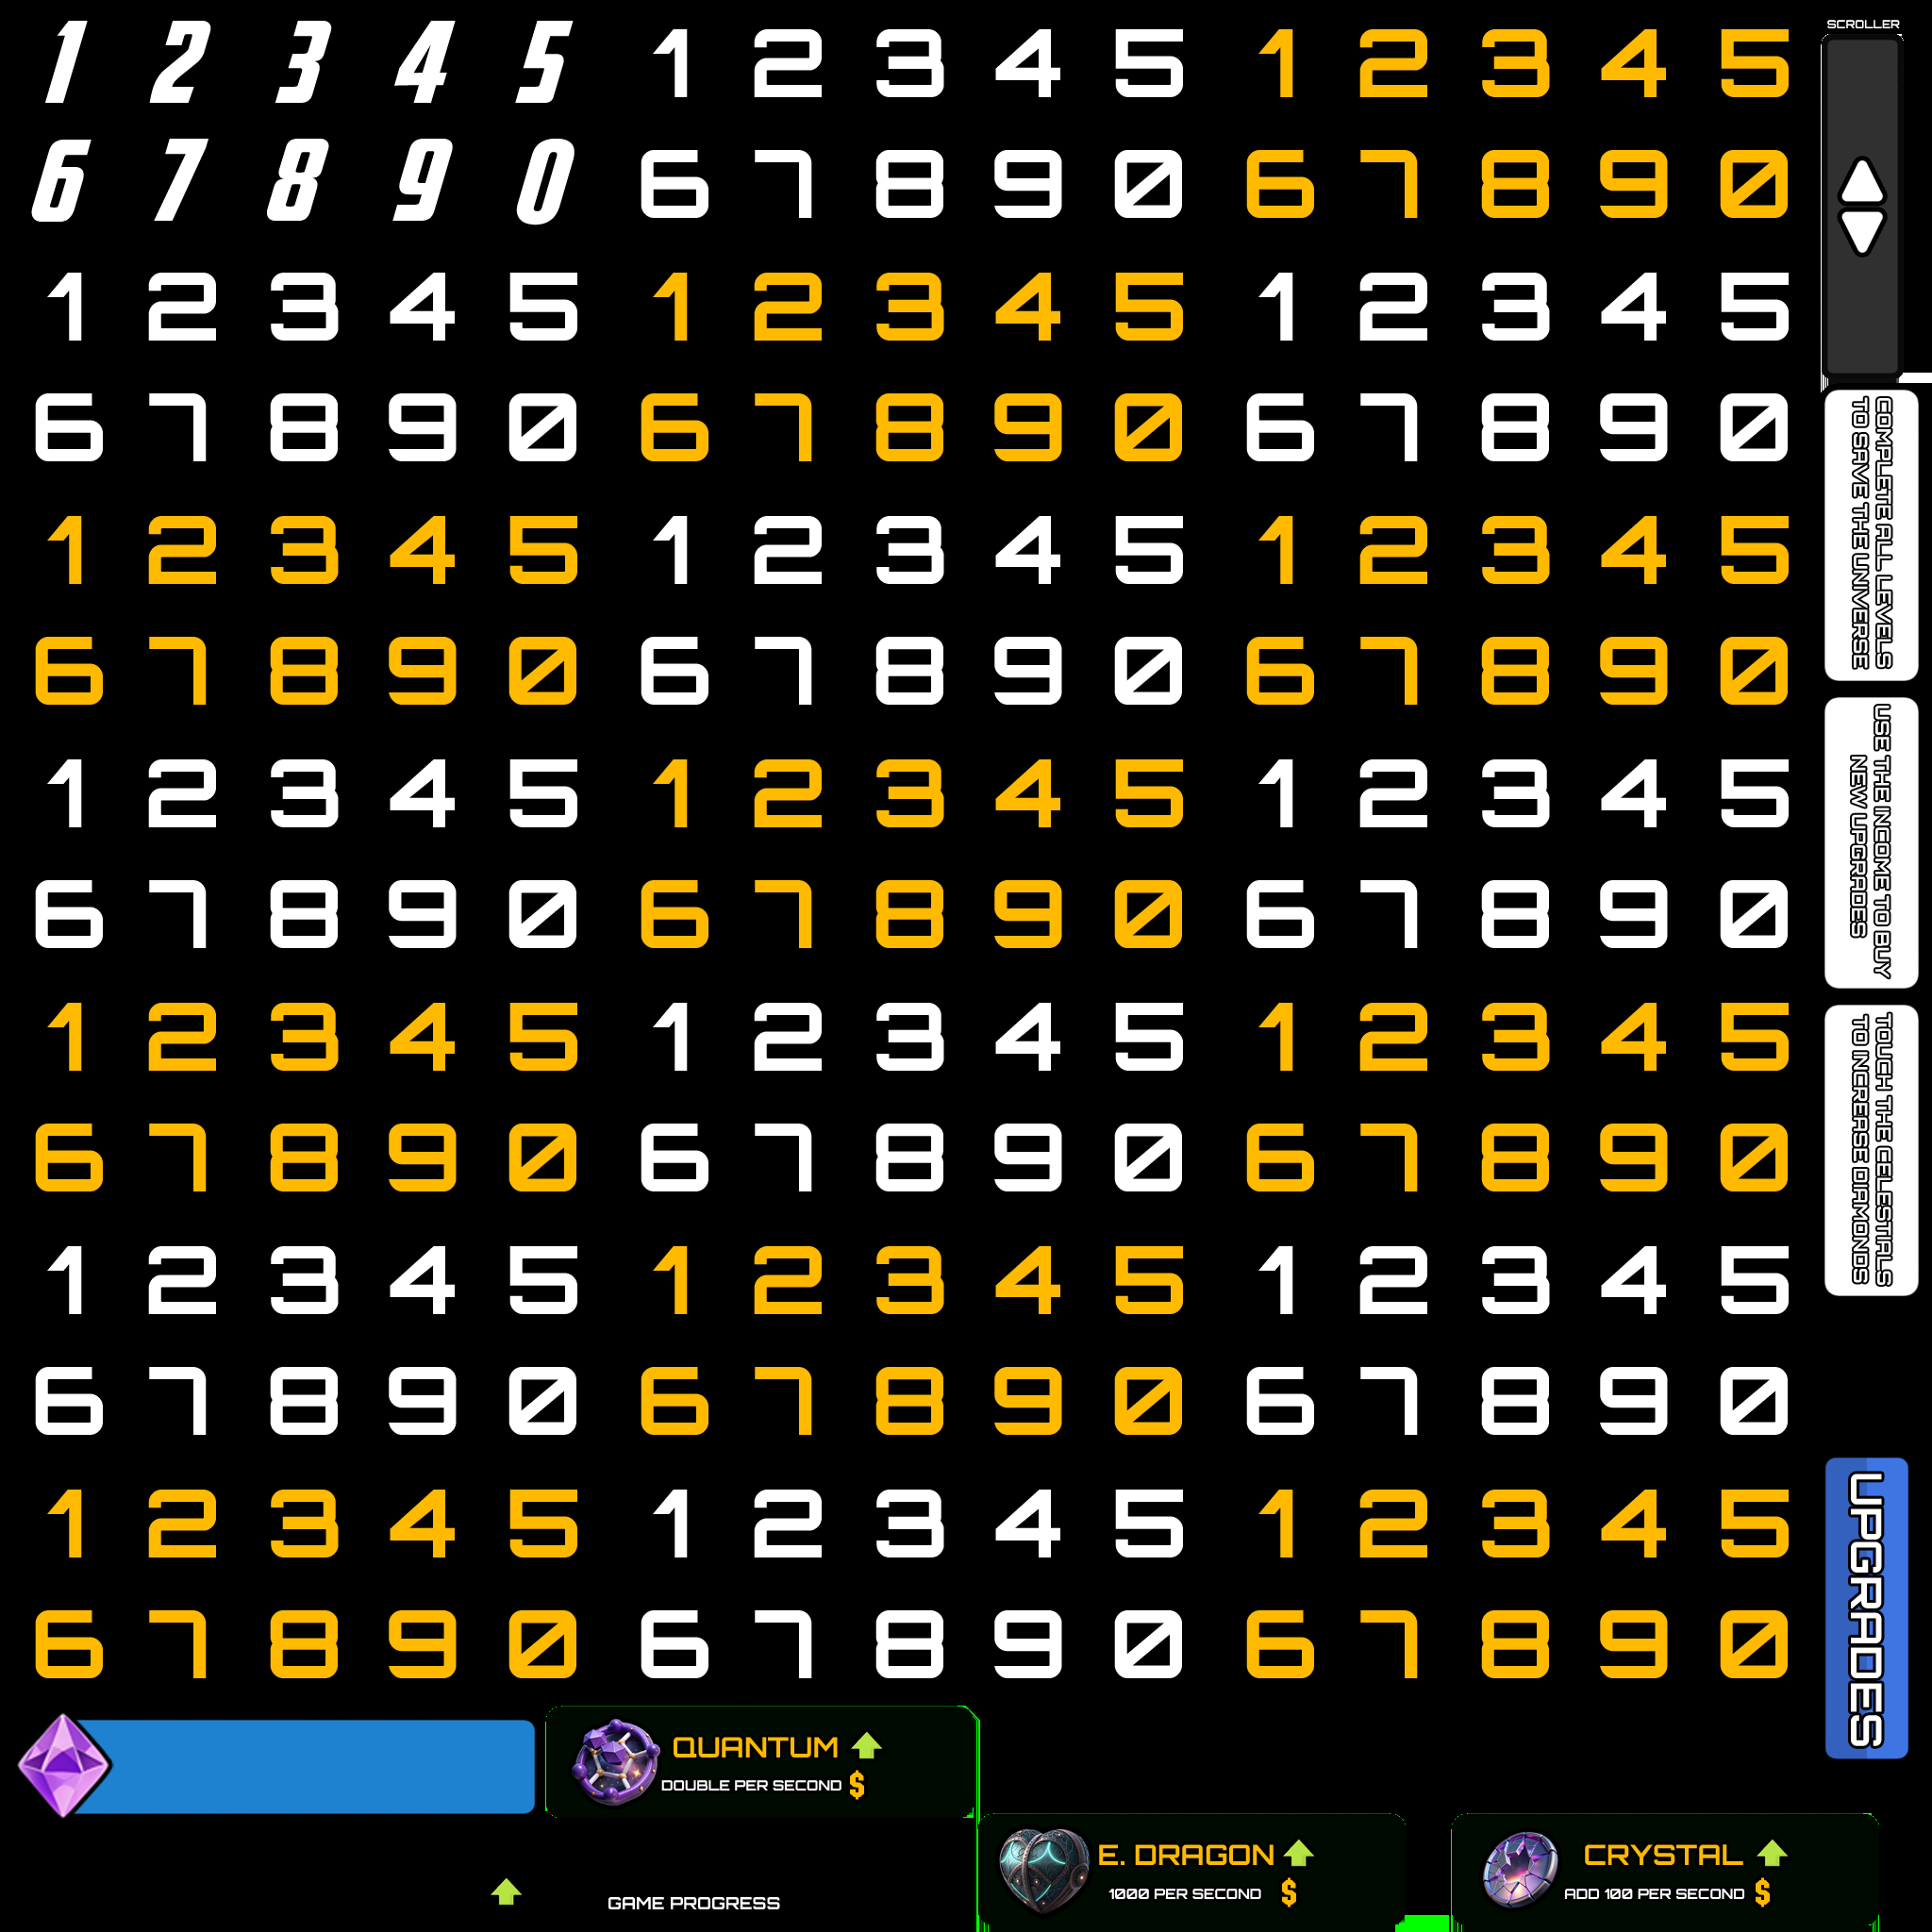 1 2 3 4 5 1 2 3 4 5 1 2 3 4 5
6 7 8 9 0 6 7 8 9 0 6 7 8 9 0
1 2 3 4 5 1 2 3 4 5 1 2 3 4 5
6 7 8 9 0 6 7 8 9 0 6 7 8 9 0
1 2 3 4 5 1 2 3 4 5 1 2 3 4 5
6 7 8 9 0 6 7 8 9 0 6 7 8 9 0
1 2 3 4 5 1 2 3 4 5 1 2 3 4 5
6 7 8 9 0 6 7 8 9 0 6 7 8 9 0
1 2 3 4 5 1 2 3 4 5 1 2 3 4 5
6 7 8 9 0 6 7 8 9 0 6 7 8 9 0
1 2 3 4 5 1 2 3 4 5 1 2 3 4 5
6 7 8 9 0 6 7 8 9 0 6 7 8 9 0
1 2 3 4 5 1 2 3 4 5 1 2 3 4 5
6 7 8 9 0 6 7 8 9 0 6 7 8 9 0
SCROLLER
COMPLETE ALL LEVELS
TO SAVE THE UNIVERSE
USE THE INCOME TO BUY
NEW UPGRADES
TOUCH THE CELESTIALS
TO INCREASE DIAMONDS
UPGRADES
QUANTUM
DOUBLE PER SECOND $
E. DRAGON
1000 PER SECOND $
CRYSTAL
ADD 100 PER SECOND $
GAME PROGRESS